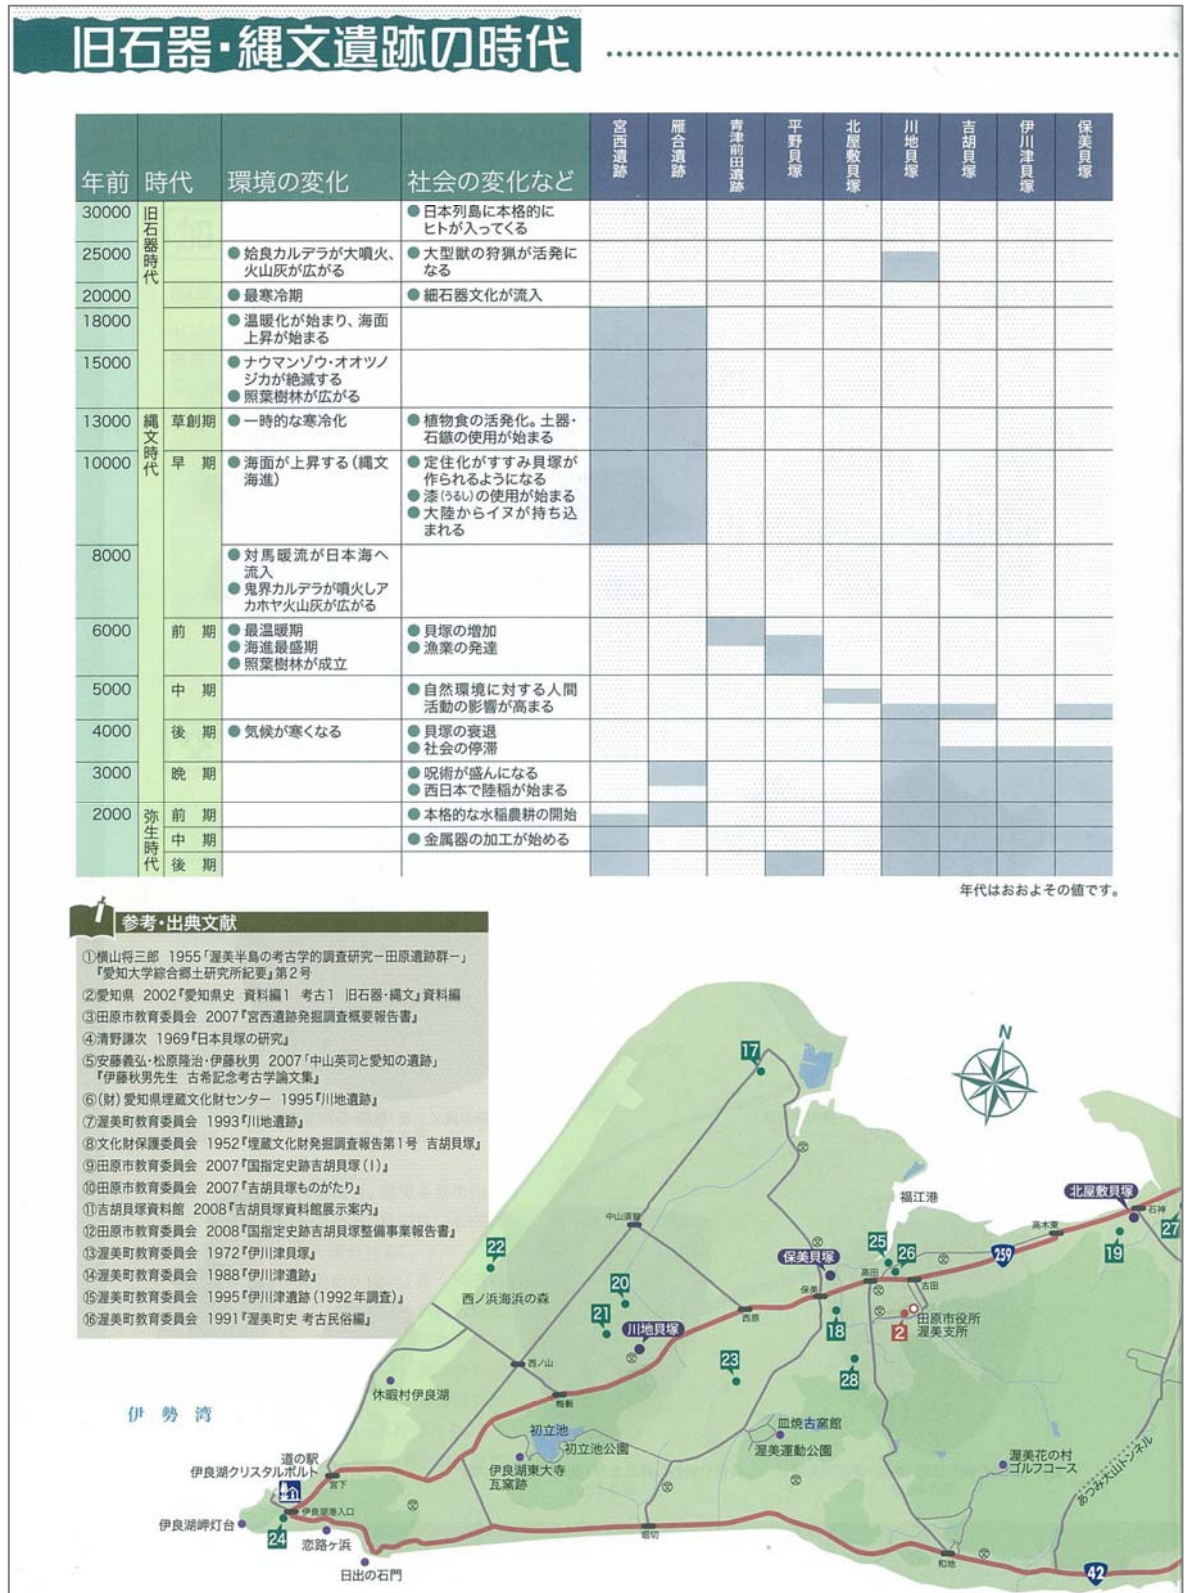 旧石器・縄文遺跡の時代
年前 時代 環境の変化 社会の変化など 宮西遺跡 雁合遺跡 青津前田遺跡 平野貝塚 北屋敷貝塚 川地貝塚 吉胡貝塚 伊川津貝塚 保美貝塚
旧石器時代
30000
●日本列島に本格的に
ヒトが入ってくる
25000
●姶良カルデラが大噴火、
火山灰が広がる
●大型獣の狩猟が活発に
なる
20000 ●最寒冷期 ●細石器文化が流入
18000
●温暖化が始まり、海面
上昇が始まる
15000
●ナウマンゾウ・オオツノ
ジカが絶滅する
●照葉樹林が広がる
縄文時代
13000 草創期 ●一時的な寒冷化
●植物食の活発化。土器・
石鏃の使用が始まる
10000 早 期
●海面が上昇する(縄文
海進)
●定住化がすすみ貝塚が
作られるようになる
●漆(うるし)の使用が始まる
●大陸からイヌが持ち込
まれる
8000
●対馬暖流が日本海へ
流入
●鬼界カルデラが噴火しア
カホヤ火山灰が広がる
6000 前 期
●最温暖期
●海進最盛期
●照葉樹林が成立
●貝塚の増加
●漁業の発達
5000 中 期
●自然環境に対する人間
活動の影響が高まる
4000 後 期 ●気候が寒くなる
●貝塚の衰退
●社会の停滞
3000 晩 期
●呪術が盛んになる
●西日本で陸稲が始まる
弥生時代
2000 前 期 ●本格的な水稲農耕の開始
中 期 ●金属器の加工が始める
後 期
年代はおおよその値です。
参考・出典文献
①横山将三郎 1955「渥美半島の考古学的調査研究－田原遺跡群－」
『愛知大学綜合郷土研究所紀要』第2号
②愛知県 2002『愛知県史 資料編1 考古1 旧石器・縄文』資料編
③田原市教育委員会 2007『宮西遺跡発掘調査概要報告書』
④清野謙次 1969『日本貝塚の研究』
⑤安藤義弘・松原隆治・伊藤秋男 2007「中山英司と愛知の遺跡」
『伊藤秋男先生 古希記念考古学論文集』
⑥(財)愛知県埋蔵文化財センター 1995『川地遺跡』
⑦渥美町教育委員会 1993『川地遺跡』
⑧文化財保護委員会 1952『埋蔵文化財発掘調査報告第1号 吉胡貝塚』
⑨田原市教育委員会 2007『国指定史跡吉胡貝塚(Ⅰ)』
⑩田原市教育委員会 2007『吉胡貝塚ものがたり』
⑪吉胡貝塚資料館 2008『吉胡貝塚資料館展示案内』
⑫田原市教育委員会 2008『国指定史跡吉胡貝塚整備事業報告書』
⑬渥美町教育委員会 1972『伊川津貝塚』
⑭渥美町教育委員会 1988『伊川津遺跡』
⑮渥美町教育委員会 1995『伊川津遺跡(1992年調査)』
⑯渥美町教育委員会 1991『渥美町史 考古民俗編』
N
17
福江港
北屋敷貝塚
石神
27
中山須賀
高木東
19
22
保美貝塚
25
26
259
西ノ浜海浜の森
20
高田
古田
保美
21
川地貝塚
西原
18
2
田原市役所
渥美支所
西ノ山
23
28
休暇村伊良湖
梅藪
伊勢湾
初立池
初立池公園
皿焼古窯館
渥美運動公園
道の駅
伊良湖クリスタルポルト
伊良湖東大寺
瓦窯跡
渥美花の村
ゴルフコース
あつみ大山トンネル
宮下
伊良湖港入口
伊良湖岬灯台
24
恋路ヶ浜
堀切
日出の石門
和地
42